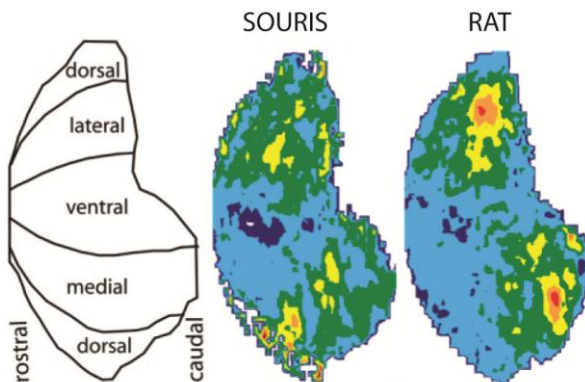 SOURIS
RAT
dorsal
lateral
ventral
medial
dorsal
rostral
caudal